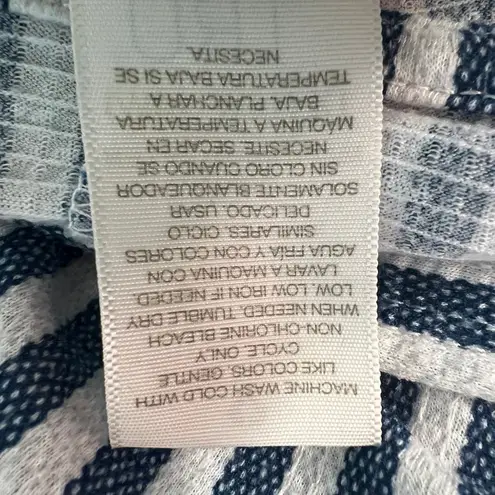 MACHINE WASH COLD WITH
LIKE COLORS, GENTLE
CYCLE. ONLY
NON-CHLORINE BLEACH
WHEN NEEDED. TUMBLE DRY
LOW. LOW IRON IF NEEDED.
LAVAR A MAQUINA CON
AGUA FRÍA Y CON COLORES
SIMILARES. CICLO
DELICADO. USAR
SOLAMENTE BLANQUEADOR
SIN CLORO CUANDO SE
NECESITE. SECAR EN
MÁQUINA A TEMPERATURA
BAJA. PLANCHAR A
TEMPERATURA BAJA SI SE
NECESITA.